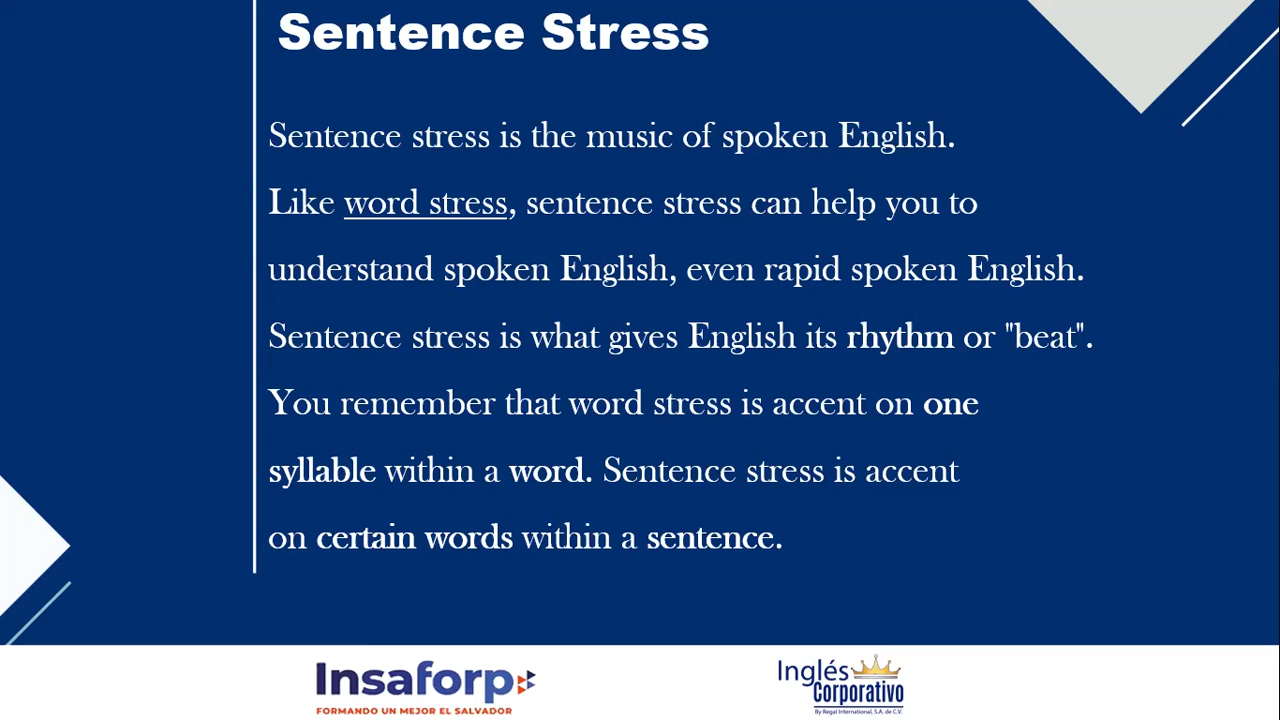 Sentence Stress
Sentence stress is the music of spoken English.
Like word stress, sentence stress can help you to
understand spoken English, even rapid spoken English.
Sentence stress is what gives English its rhythm or "beat".
You remember that word stress is accent on one
syllable within a word. Sentence stress is accent
on certain words within a sentence.
Insaforp
FORMANDO UN MEJOR EL SALVADOR
Inglés
Corporativo
By Regal International, S.A. de C.V.